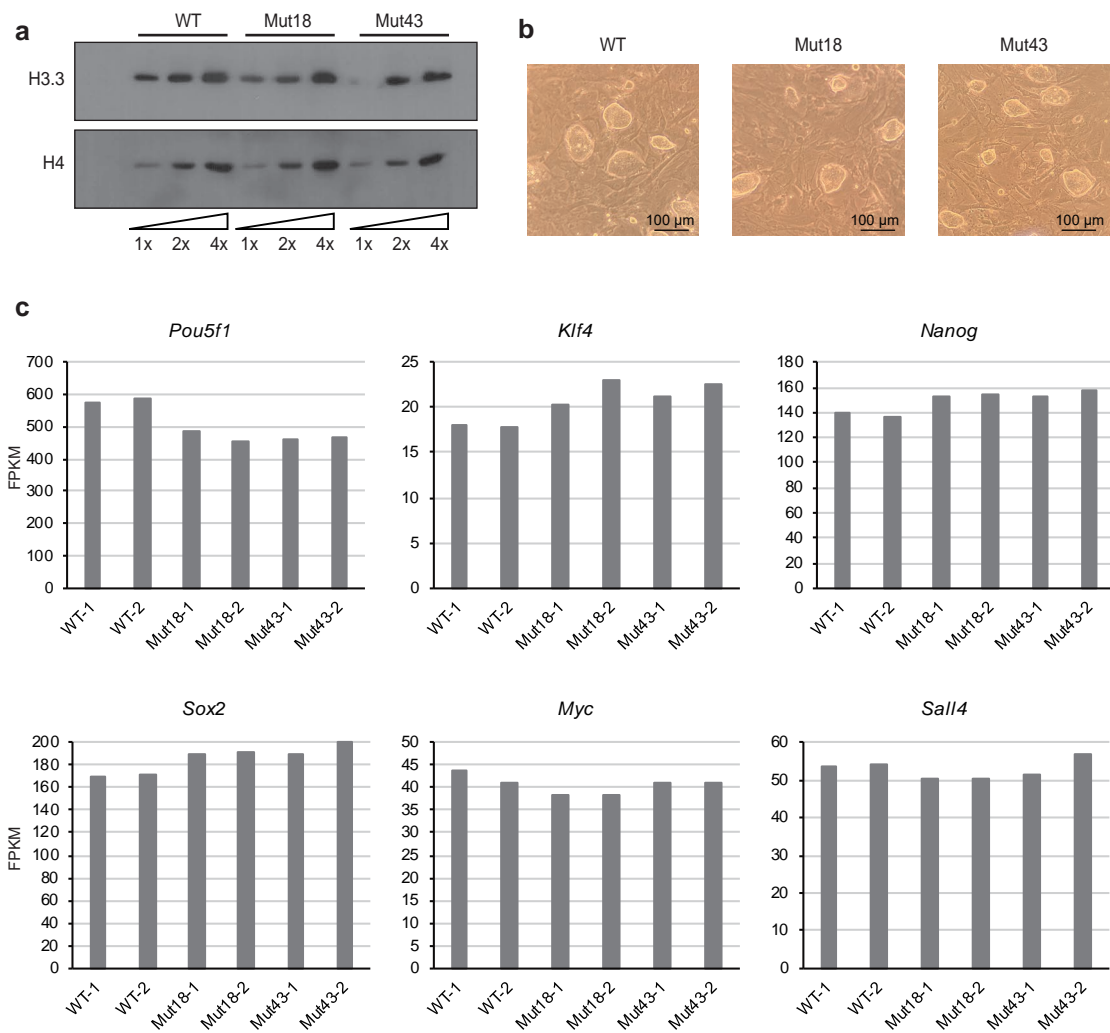 a
WT Mut18 Mut43
H3.3
H4
1x 2x 4x 1x 2x 4x 1x 2x 4x
b
WT Mut18 Mut43
100 µm 100 µm 100 µm
c
Pou5f1
FPKM
700
600
500
400
300
200
100
0
WT-1 WT-2 Mut18-1 Mut18-2 Mut43-1 Mut43-2
Klf4
25
20
15
10
5
0
WT-1 WT-2 Mut18-1 Mut18-2 Mut43-1 Mut43-2
Nanog
180
160
140
120
100
80
60
40
20
0
WT-1 WT-2 Mut18-1 Mut18-2 Mut43-1 Mut43-2
Sox2
FPKM
200
180
160
140
120
100
80
60
40
20
0
WT-1 WT-2 Mut18-1 Mut18-2 Mut43-1 Mut43-2
Myc
50
45
40
35
30
25
20
15
10
5
0
WT-1 WT-2 Mut18-1 Mut18-2 Mut43-1 Mut43-2
Sall4
60
50
40
30
20
10
0
WT-1 WT-2 Mut18-1 Mut18-2 Mut43-1 Mut43-2